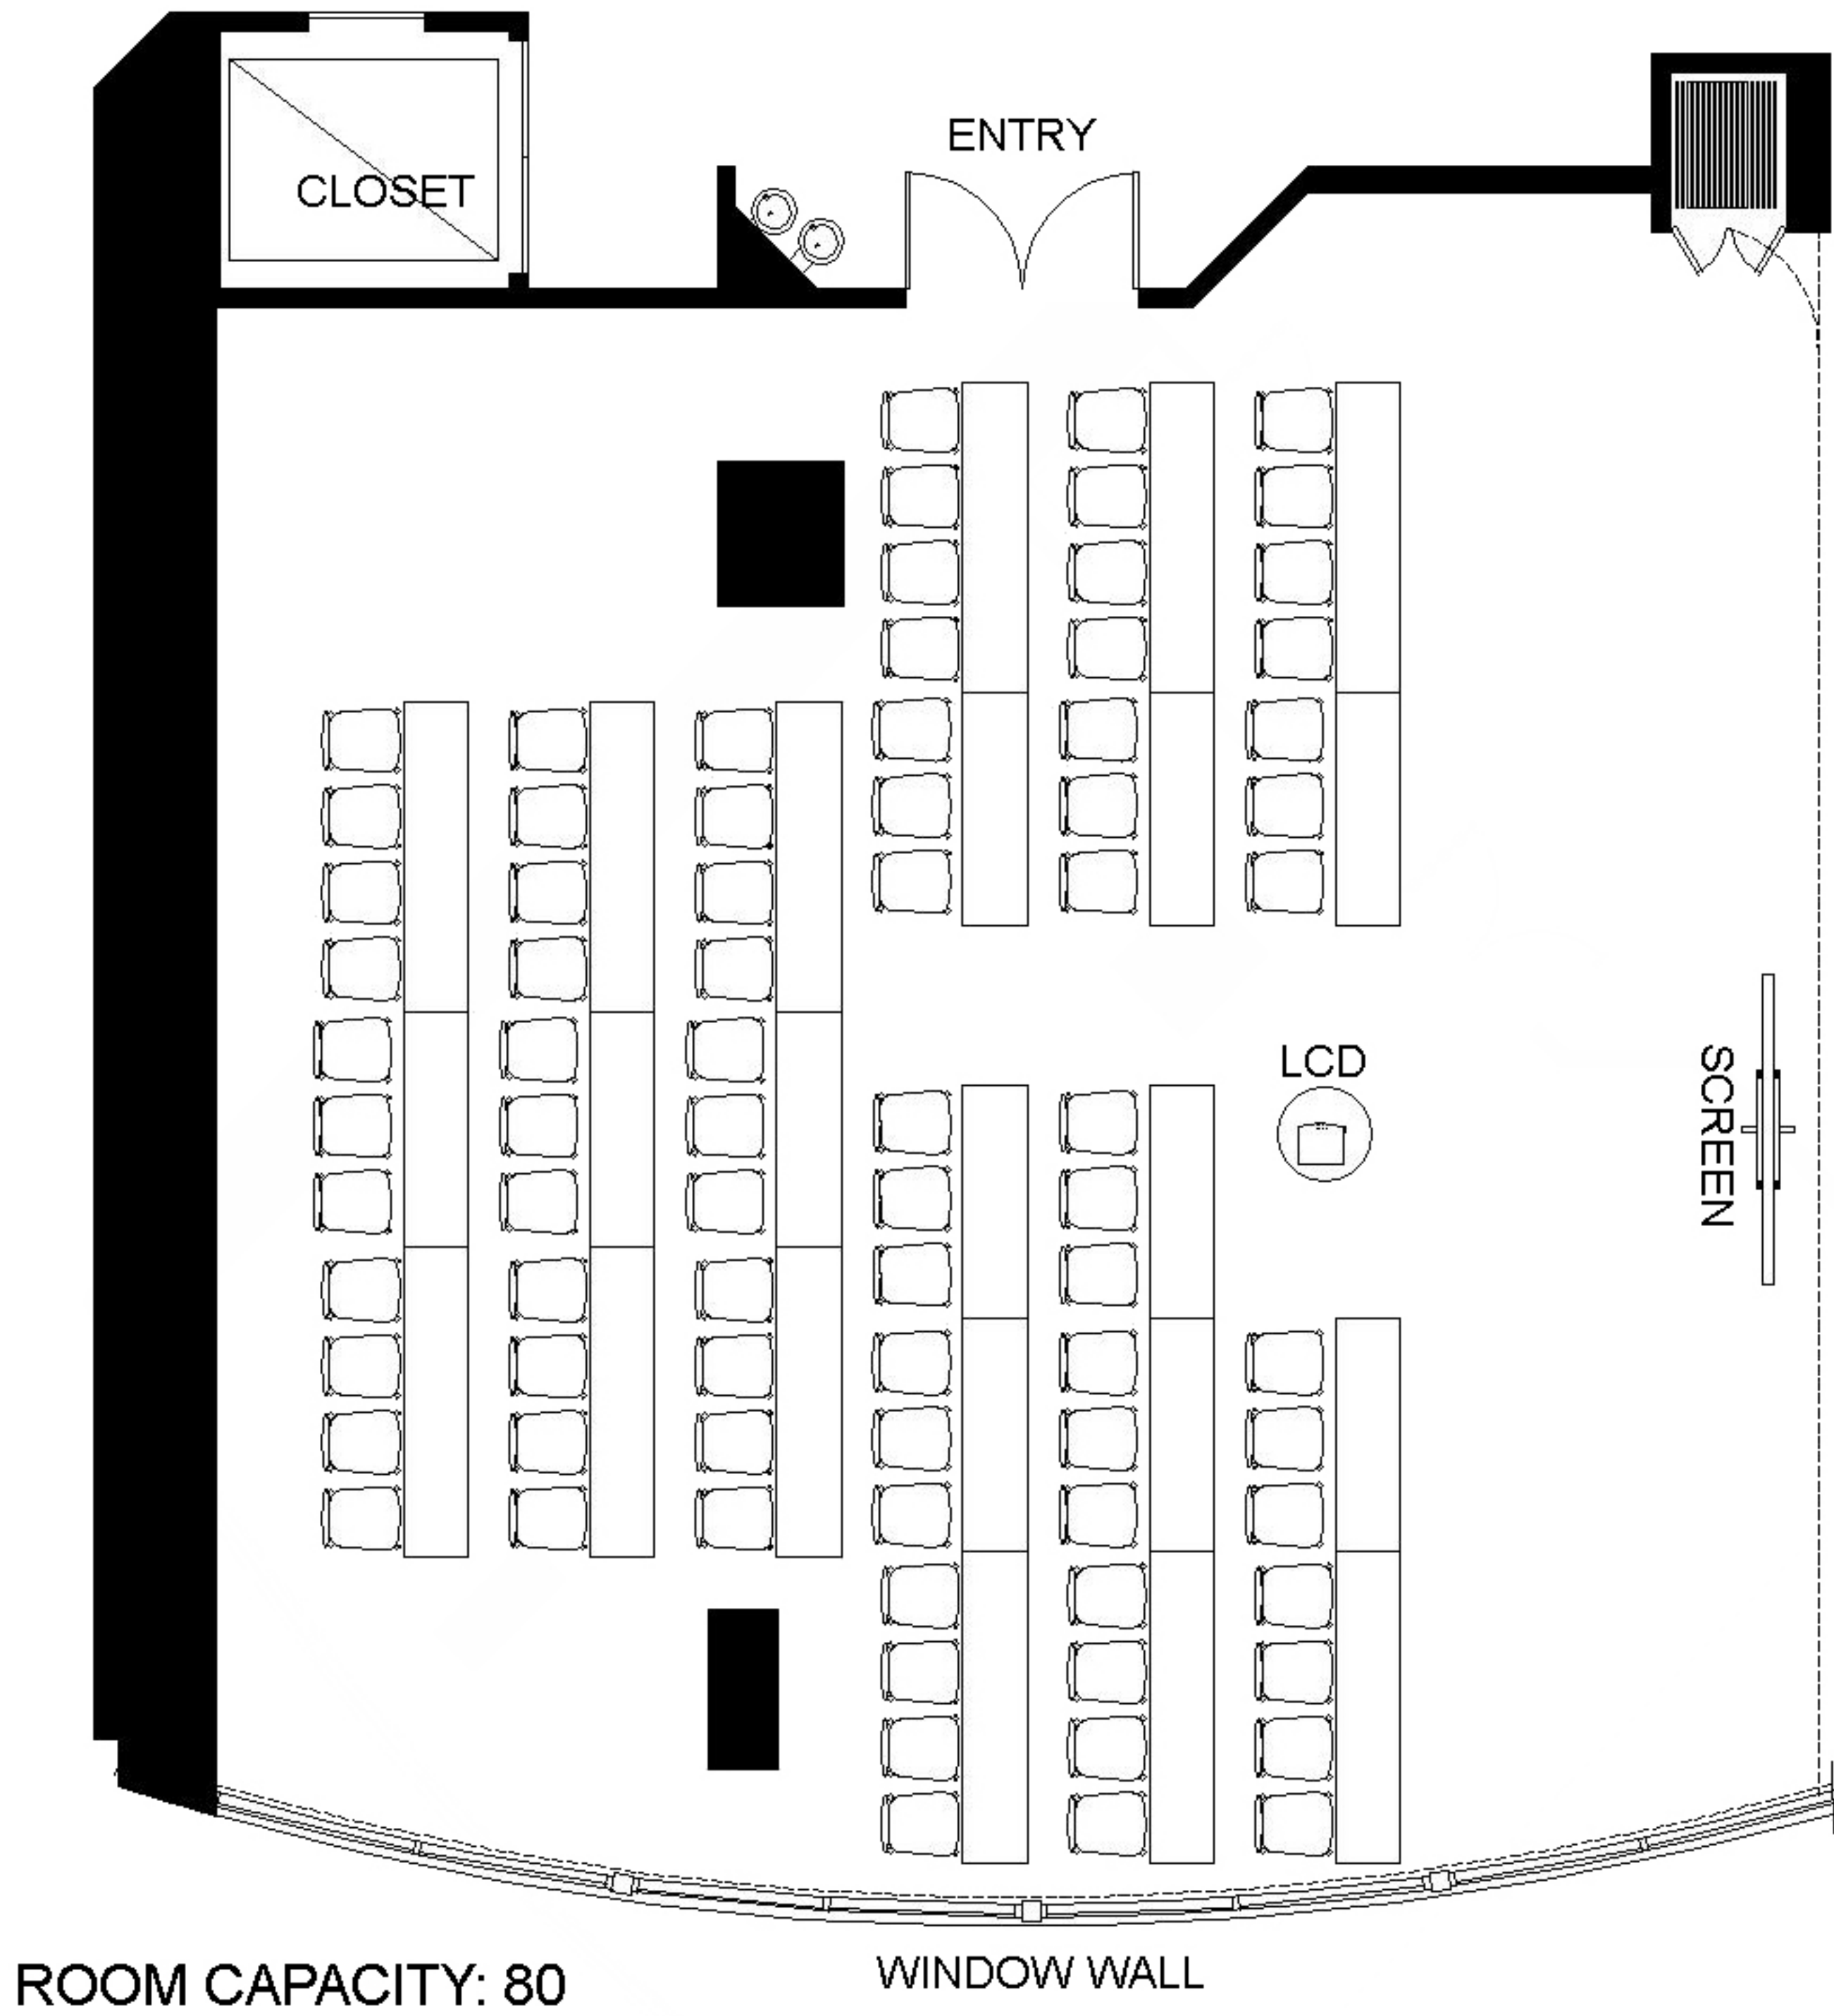 ENTRY
CLOSET
LCD
SCREEN
WINDOW WALL
ROOM CAPACITY: 80